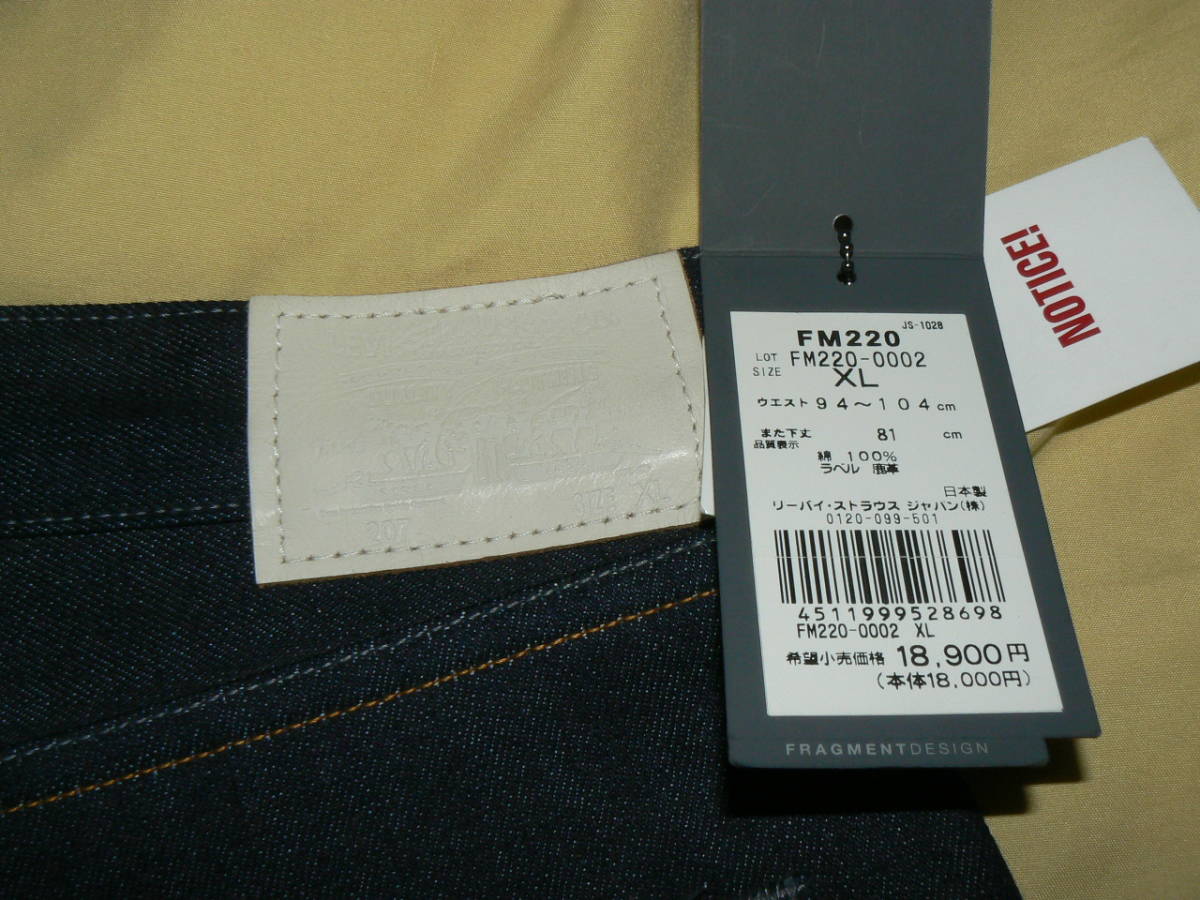 207
SIZE XL
NOTICE!
JS-1028
FM220
LOT FM220-0002
SIZE XL
ウエスト 94〜104cm
また下丈 81 cm
品質表示
綿 100%
ラベル 鹿革
日本製
リーバイ・ストラウス ジャパン(株)
0120-099-501
4511999528698
FM220-0002 XL
希望小売価格 18,900円
(本体18,000円)
FRAGMENTDESIGN